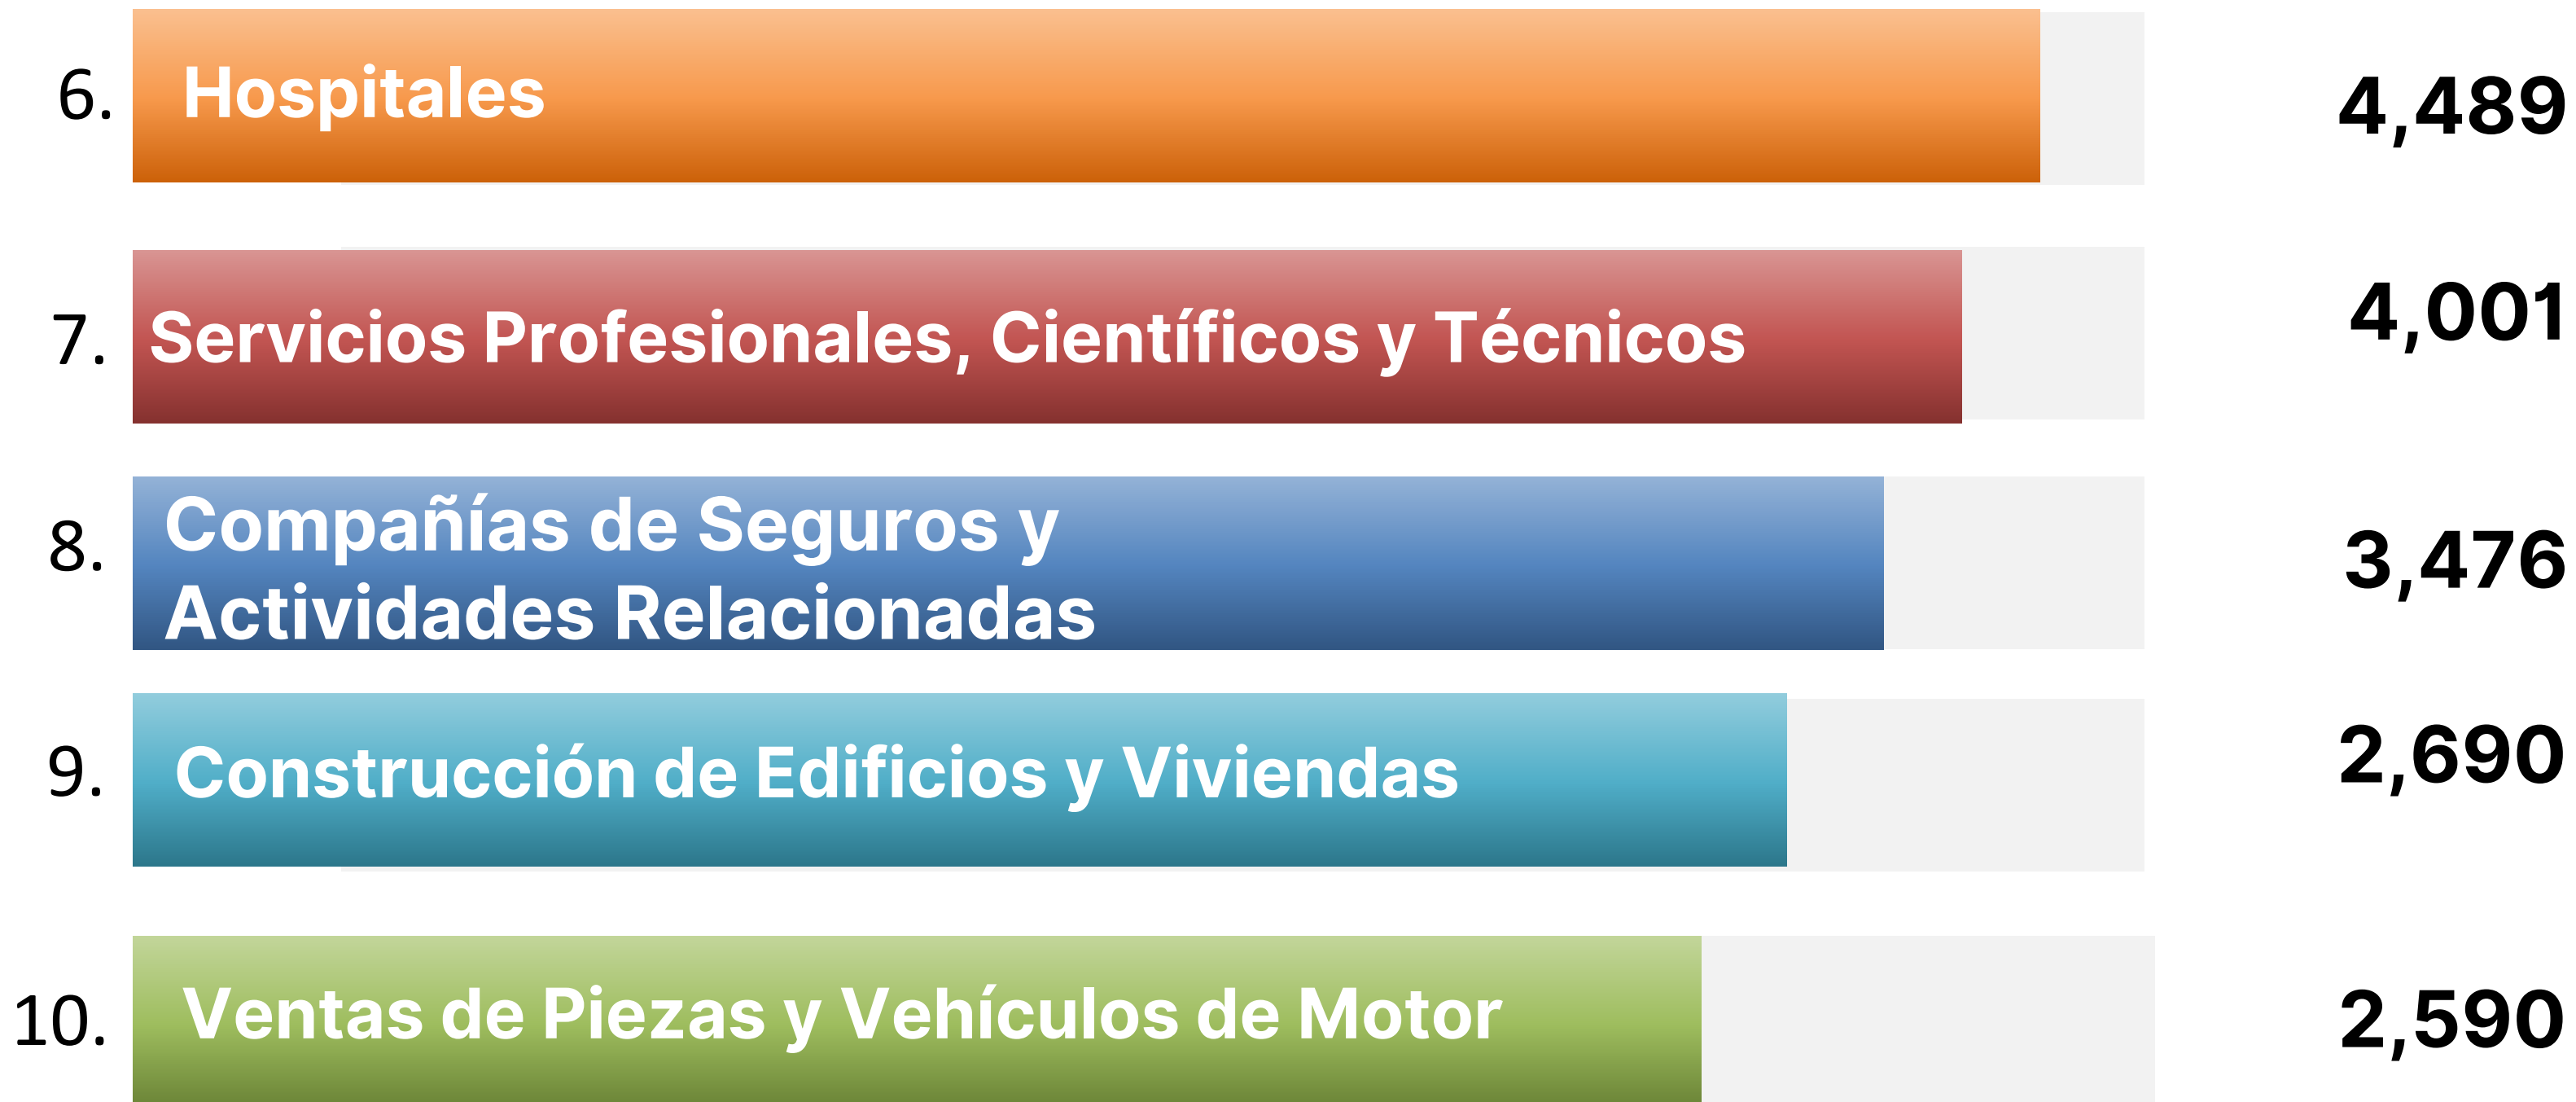 6. Hospitales 4,489
7. Servicios Profesionales, Científicos y Técnicos 4,001
8. Compañías de Seguros y
Actividades Relacionadas 3,476
9. Construcción de Edificios y Viviendas 2,690
10. Ventas de Piezas y Vehículos de Motor 2,590